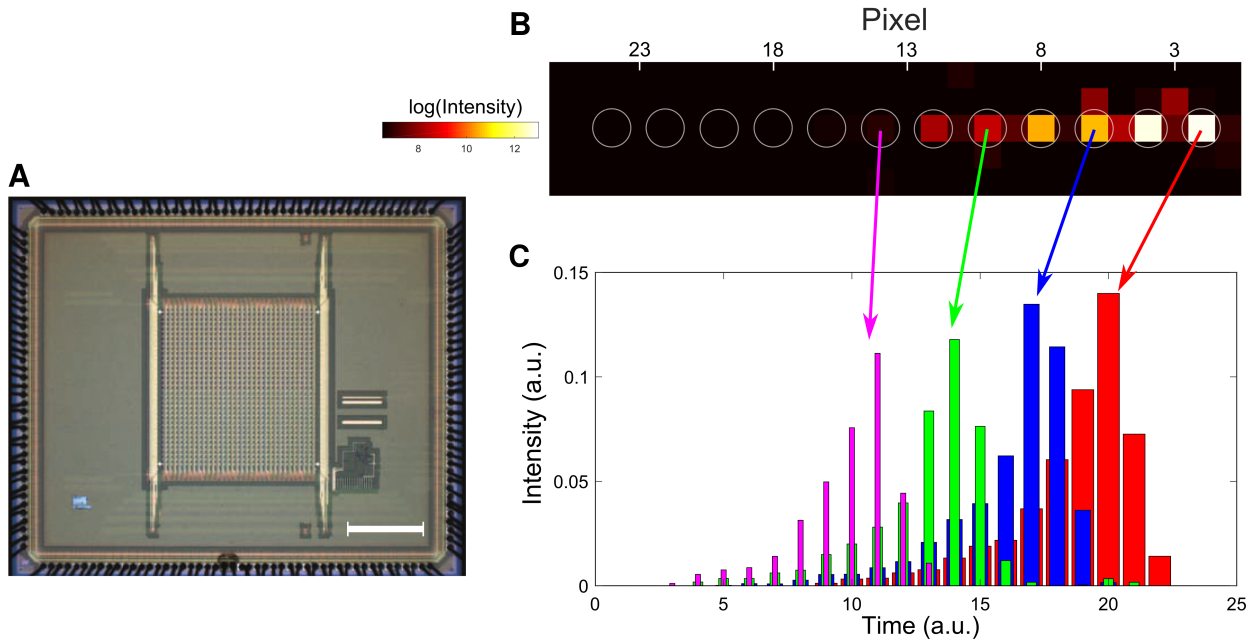 B
Pixel
23 18 13 8 3
log(Intensity)
8 10 12
A
C
0.15
0.1
0.05
0
Intensity (a.u.)
0 5 10 15 20 25
Time (a.u.)